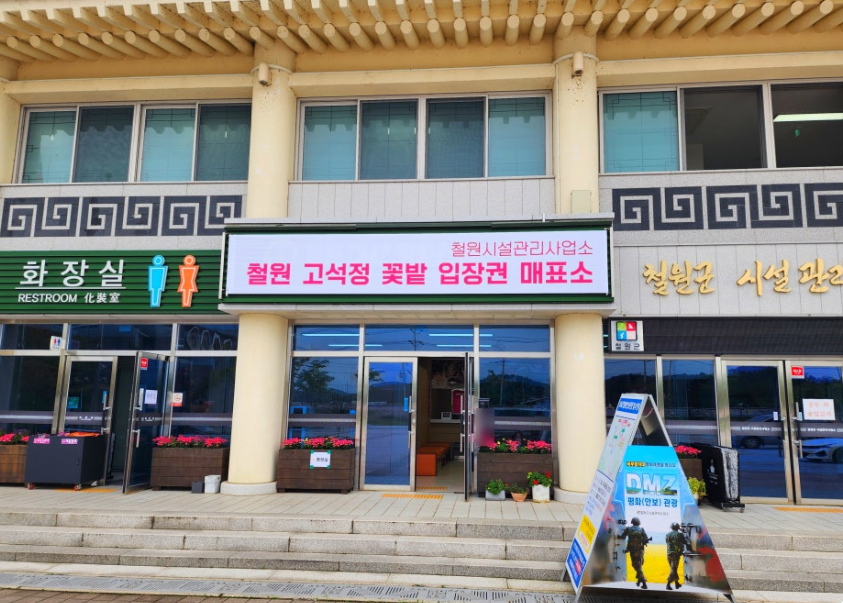 화장실
RESTROOM 化粧室
철원시설관리사업소
철원 고석정 꽃밭 입장권 매표소
철원군 시설관리
철원군
DMZ
평화(안보) 관광